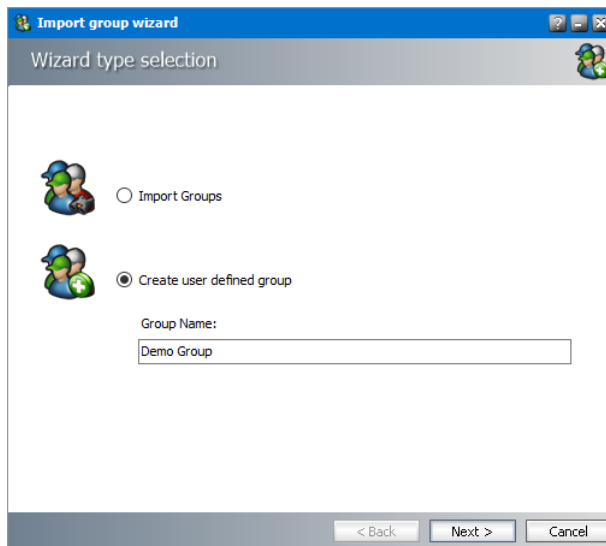 Import group wizard
Wizard type selection
Import Groups
Create user defined group
Group Name:
Demo Group
< Back
Next >
Cancel